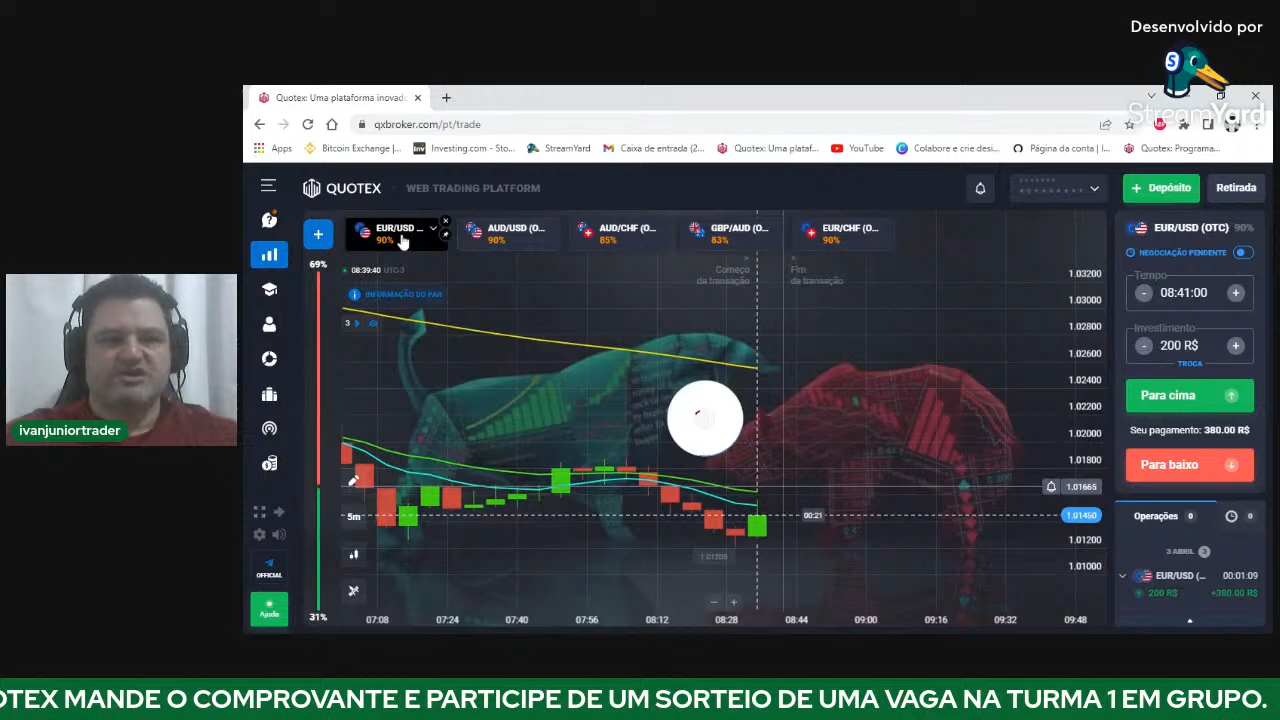 Desenvolvido por
S
StreamYard
Quotex: Uma plataforma inovado
qxbroker.com/pt/trade
Apps
Bitcoin Exchange |...
Inv
Investing.com - Sto...
StreamYard
Caixa de entrada (2...
Quotex: Uma plataf...
YouTube
Colabore e crie desi...
Página da conta | I...
Quotex: Programa...
QUOTEX
WEB TRADING PLATFORM
+ Depósito
Retirada
+
EUR/USD ...
90%
AUD/USD (O...
90%
AUD/CHF (O...
85%
GBP/AUD (O...
83%
EUR/CHF (O...
90%
EUR/USD (OTC) 90%
NEGOCIAÇÃO PENDENTE
Tempo
- 08:41:00 +
Investimento
- 200 R$ +
TROCA
Para cima
Seu pagamento: 380.00 R$
Para baixo
Operações 0
0
3 ABRIL 3
EUR/USD (... 00:01:09
200 R$ +380.00 R$
69%
08:39:40 UTC-3
INFORMAÇÃO DO PAR
3
Começo
da transação
Fim
da transação
1.03200
1.03000
1.02800
1.02600
1.02400
1.02200
1.02000
1.01800
1.01665
1.01450
1.01200
1.01000
5m
00:21
31%
07:08
07:24
07:40
07:56
08:12
08:28
08:44
09:00
09:16
09:32
09:48
OFFICIAL
Ajuda
ivanjuniortrader
OTEX MANDE O COMPROVANTE E PARTICIPE DE UM SORTEIO DE UMA VAGA NA TURMA 1 EM GRUPO.